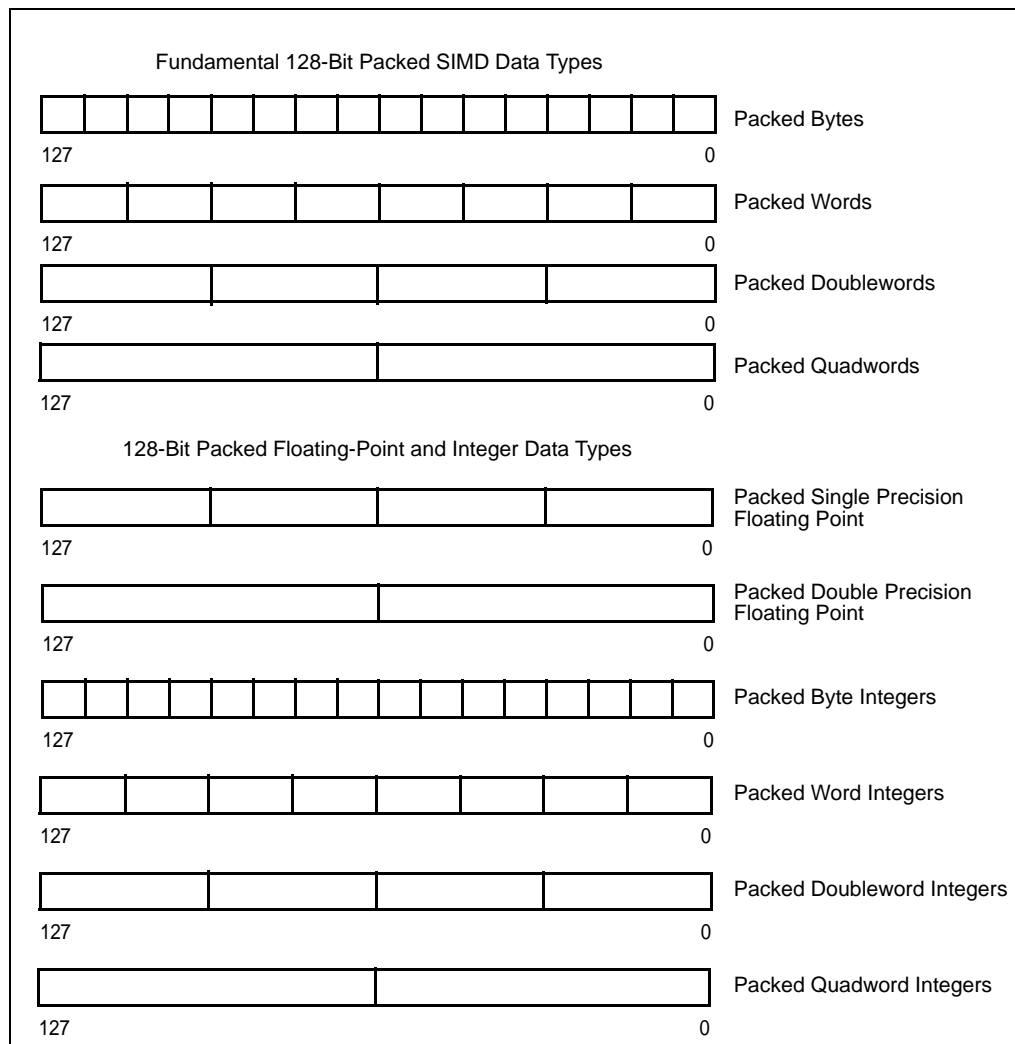 Fundamental 128-Bit Packed SIMD Data Types
Packed Bytes
127 0
Packed Words
127 0
Packed Doublewords
127 0
Packed Quadwords
127 0
128-Bit Packed Floating-Point and Integer Data Types
Packed Single Precision
Floating Point
127 0
Packed Double Precision
Floating Point
127 0
Packed Byte Integers
127 0
Packed Word Integers
127 0
Packed Doubleword Integers
127 0
Packed Quadword Integers
127 0